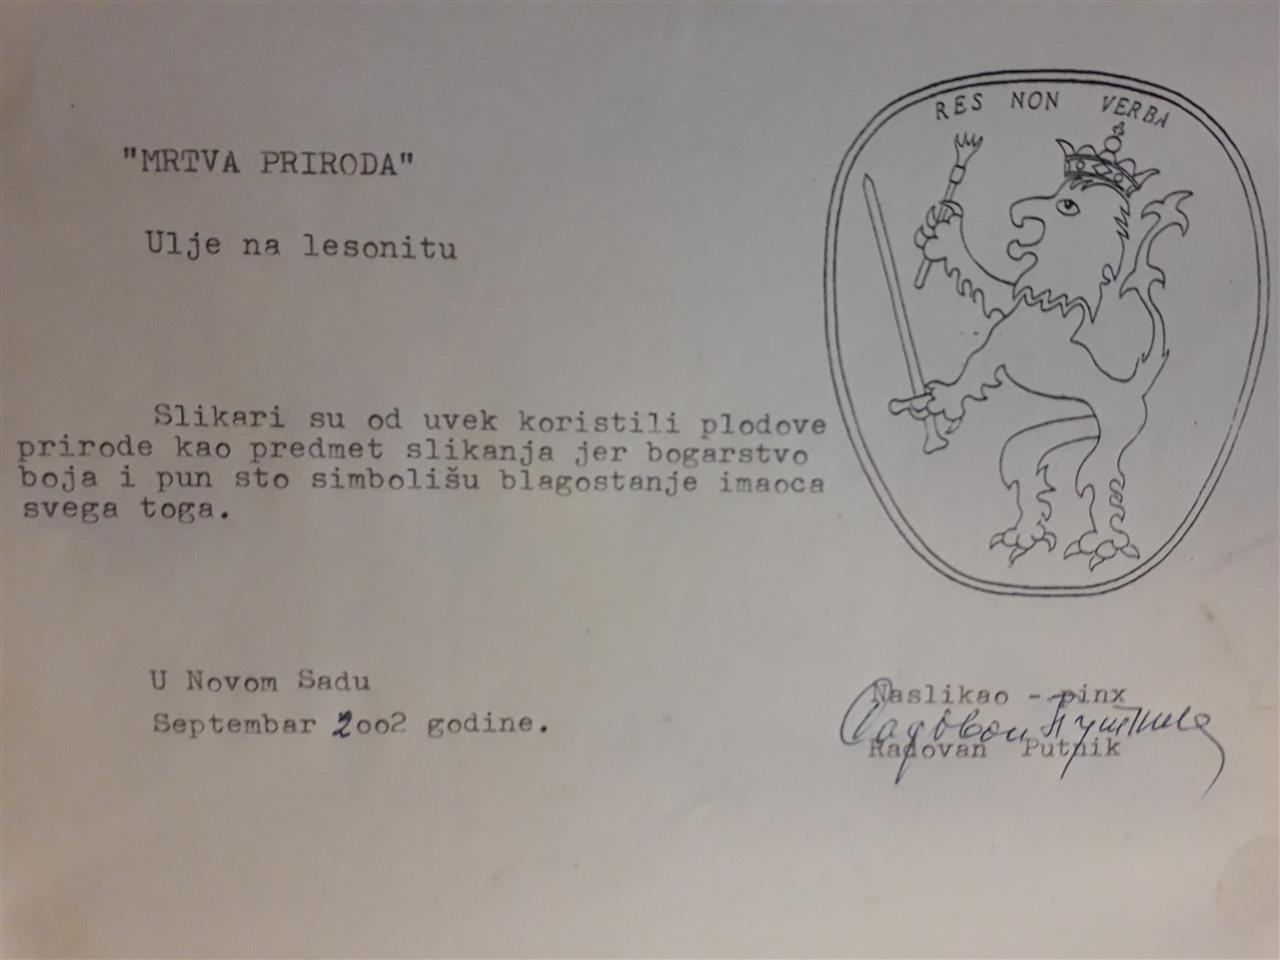 RES NON VERBA
"MRTVA PRIRODA"
Ulje na lesonitu
Slikari su od uvek koristili plodove
prirode kao predmet slikanja jer bogarstvo
boja i pun sto simbolišu blagostanje imaoca
svega toga.
U Novom Sadu
Septembar 2002 godine.
Naslikao - pinx
Radovan Putnik